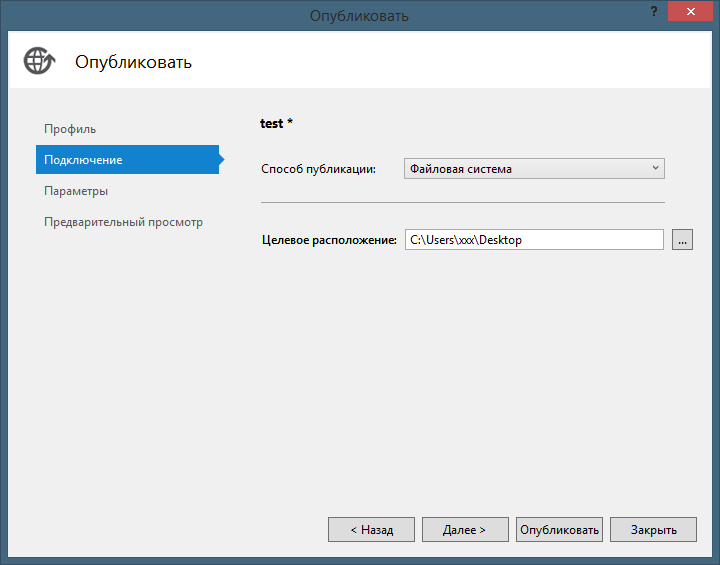 Опубликовать
?
Опубликовать
Профиль
Подключение
Параметры
Предварительный просмотр
test *
Способ публикации: Файловая система
Целевое расположение: C:\Users\xxx\Desktop ...
< Назад Далее > Опубликовать Закрыть